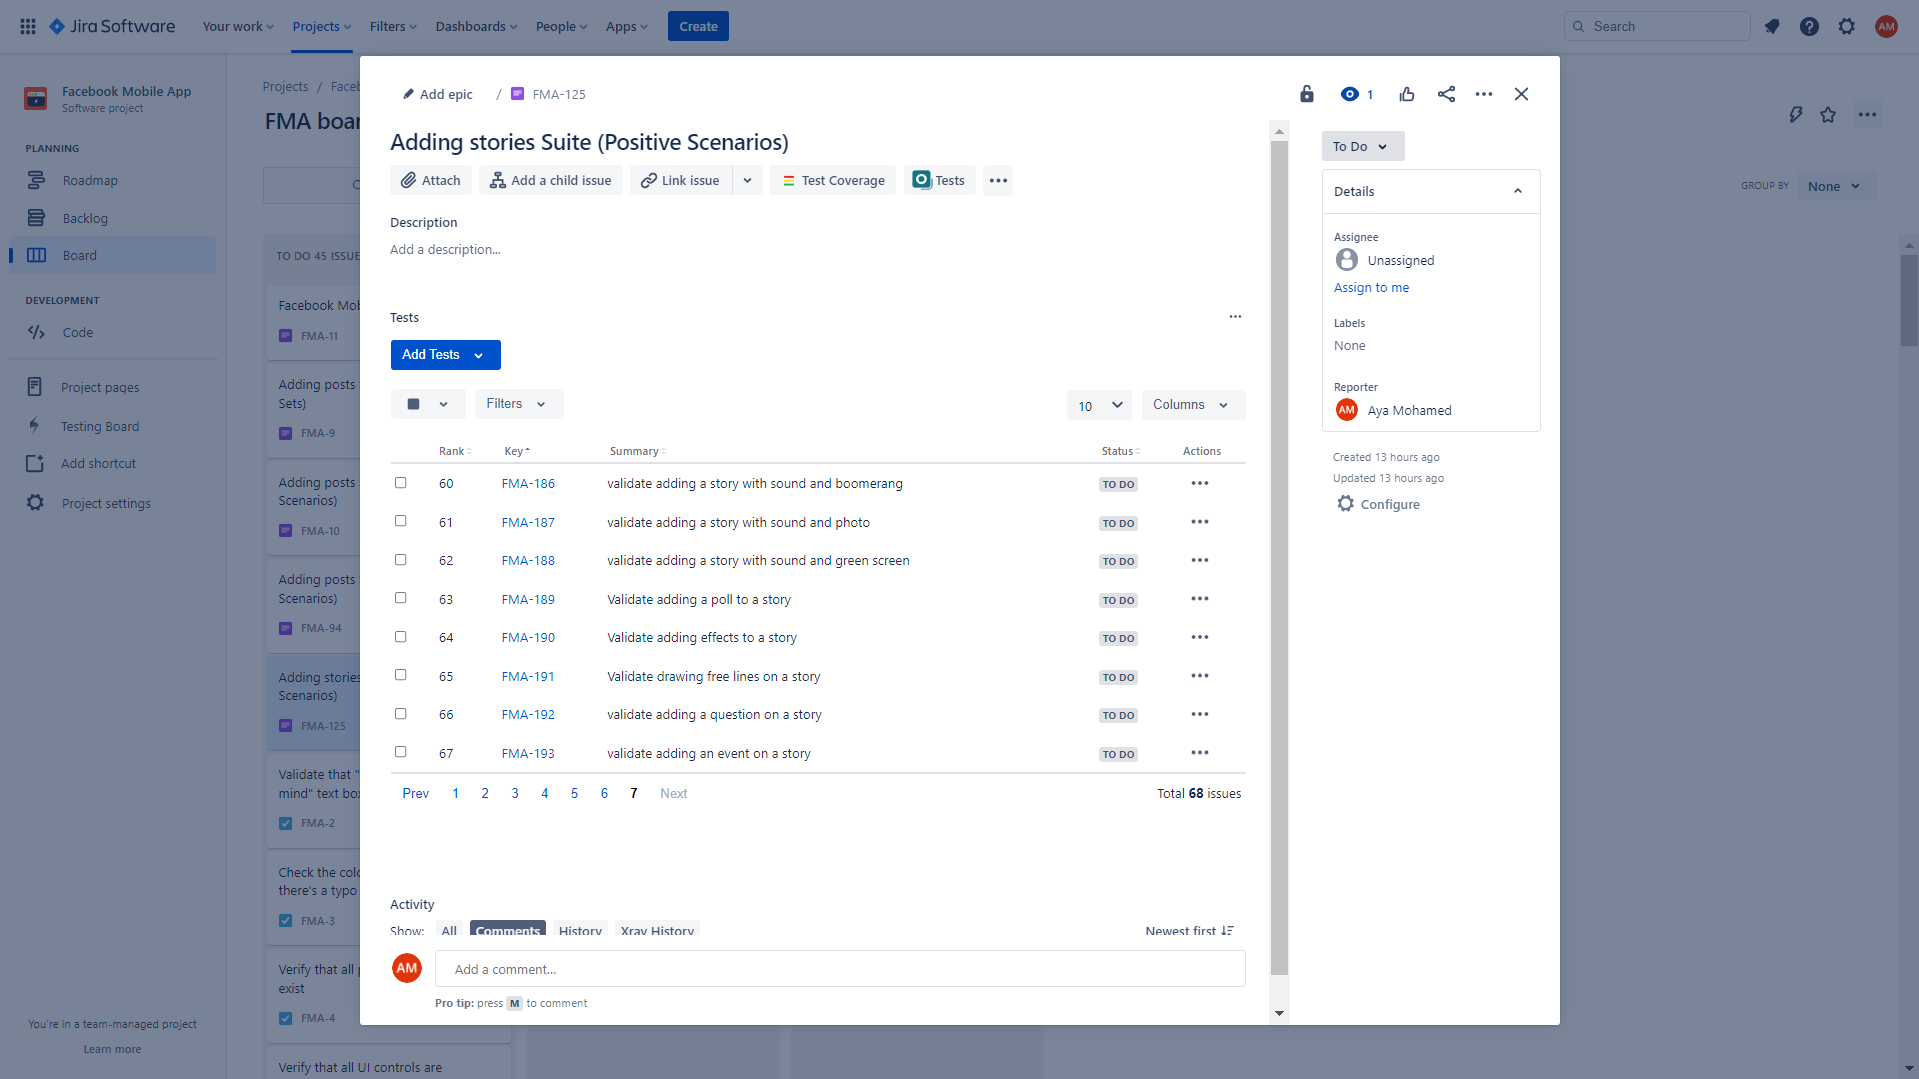 Jira Software
Your work
Projects
Filters
Dashboards
People
Apps
Create
Search
AM
Facebook Mobile App
Software project
PLANNING
Roadmap
Backlog
Board
DEVELOPMENT
Code
Project pages
Testing Board
Add shortcut
Project settings
You're in a team-managed project
Learn more
Projects /
FMA
TO DO 45
GROUP BY None
Facebook
FMA-11
Adding posts
Sets)
FMA-9
Adding posts
Scenarios)
FMA-10
Adding posts
Scenarios)
FMA-94
Adding stories
Scenarios)
FMA-125
Validate that "
mind" text
FMA-2
Check the
there's a typo
FMA-3
Verify that all
exist
FMA-4
Verify that all UI controls are
Add epic / FMA-125
1
Adding stories Suite (Positive Scenarios)
Attach
Add a child issue
Link issue
Test Coverage
Tests
Description
Add a description...
Tests
Add Tests
Filters
10
Columns
Rank Key Summary Status Actions
60 FMA-186 validate adding a story with sound and boomerang TO DO
61 FMA-187 validate adding a story with sound and photo TO DO
62 FMA-188 validate adding a story with sound and green screen TO DO
63 FMA-189 Validate adding a poll to a story TO DO
64 FMA-190 Validate adding effects to a story TO DO
65 FMA-191 Validate drawing free lines on a story TO DO
66 FMA-192 validate adding a question on a story TO DO
67 FMA-193 validate adding an event on a story TO DO
Prev 1 2 3 4 5 6 7 Next
Total 68 issues
Activity
Show: All Comments History Xray History
Newest first
AM
Add a comment...
Pro tip: press M to comment
To Do
Details
Assignee
Unassigned
Assign to me
Labels
None
Reporter
AM Aya Mohamed
Created 13 hours ago
Updated 13 hours ago
Configure